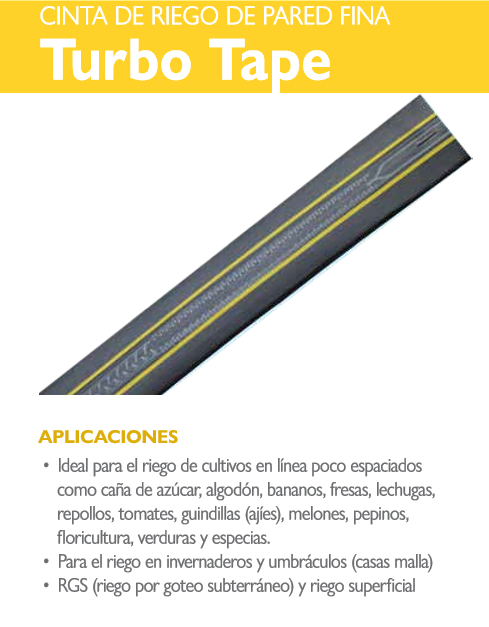 CINTA DE RIEGO DE PARED FINA
Turbo Tape
APLICACIONES
• Ideal para el riego de cultivos en línea poco espaciados
como caña de azúcar, algodón, bananos, fresas, lechugas,
repollos, tomates, guindillas (ajíes), melones, pepinos,
floricultura, verduras y especias.
• Para el riego en invernaderos y umbráculos (casas malla)
• RGS (riego por goteo subterráneo) y riego superficial